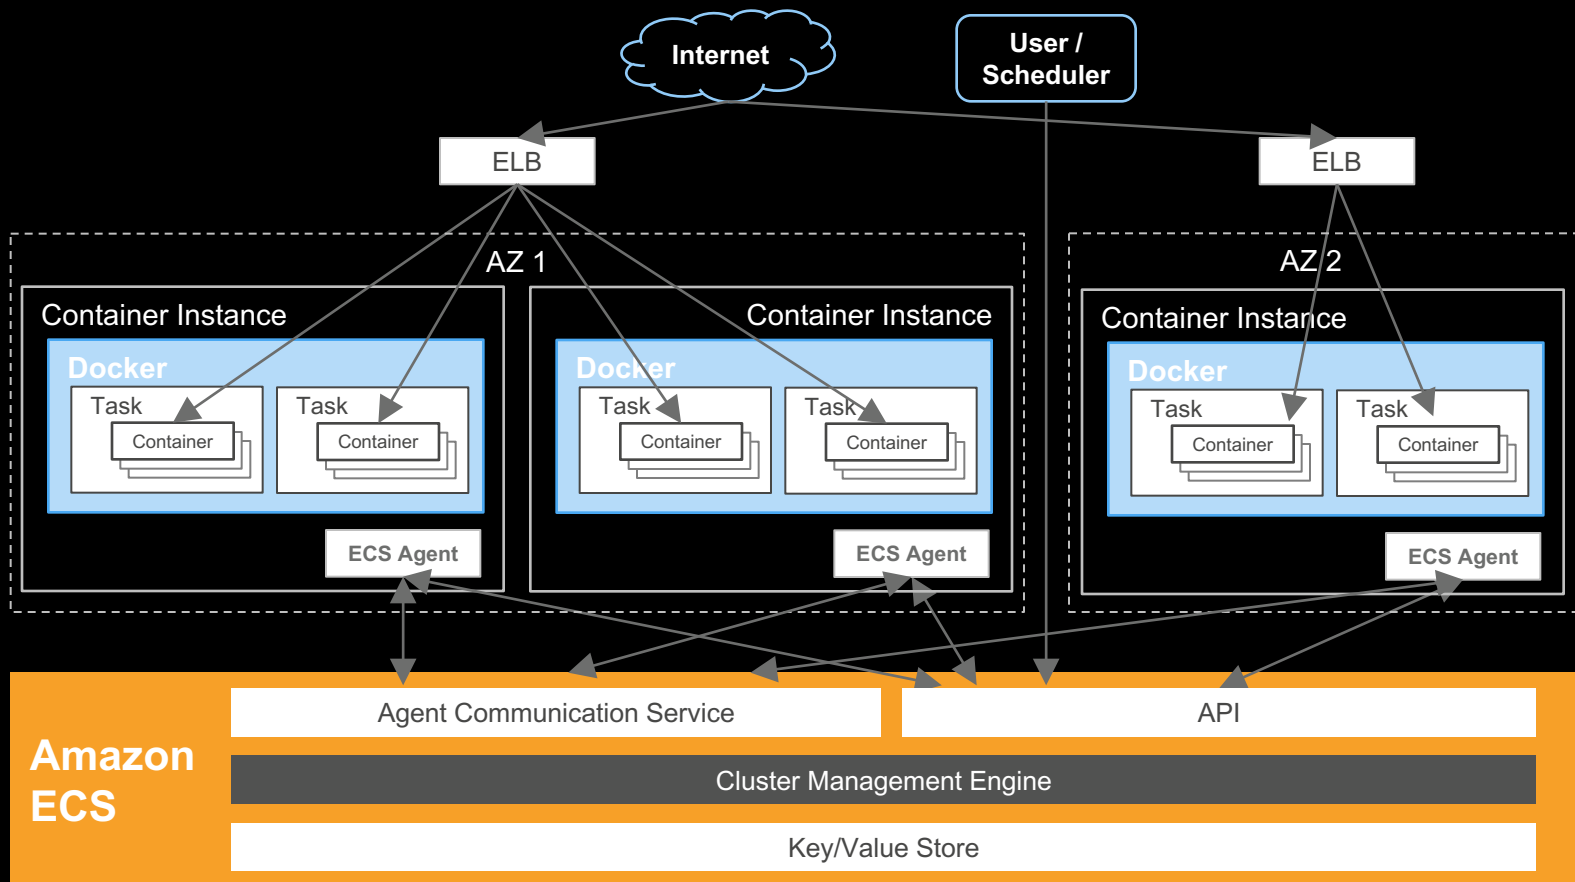 Internet
User /
Scheduler
ELB
ELB
AZ 1
AZ 2
Container Instance
Docker
Task
Container
Task
Container
ECS Agent
Container Instance
Docker
Task
Container
Task
Container
ECS Agent
Container Instance
Docker
Task
Container
Task
Container
ECS Agent
Amazon
ECS
Agent Communication Service
API
Cluster Management Engine
Key/Value Store